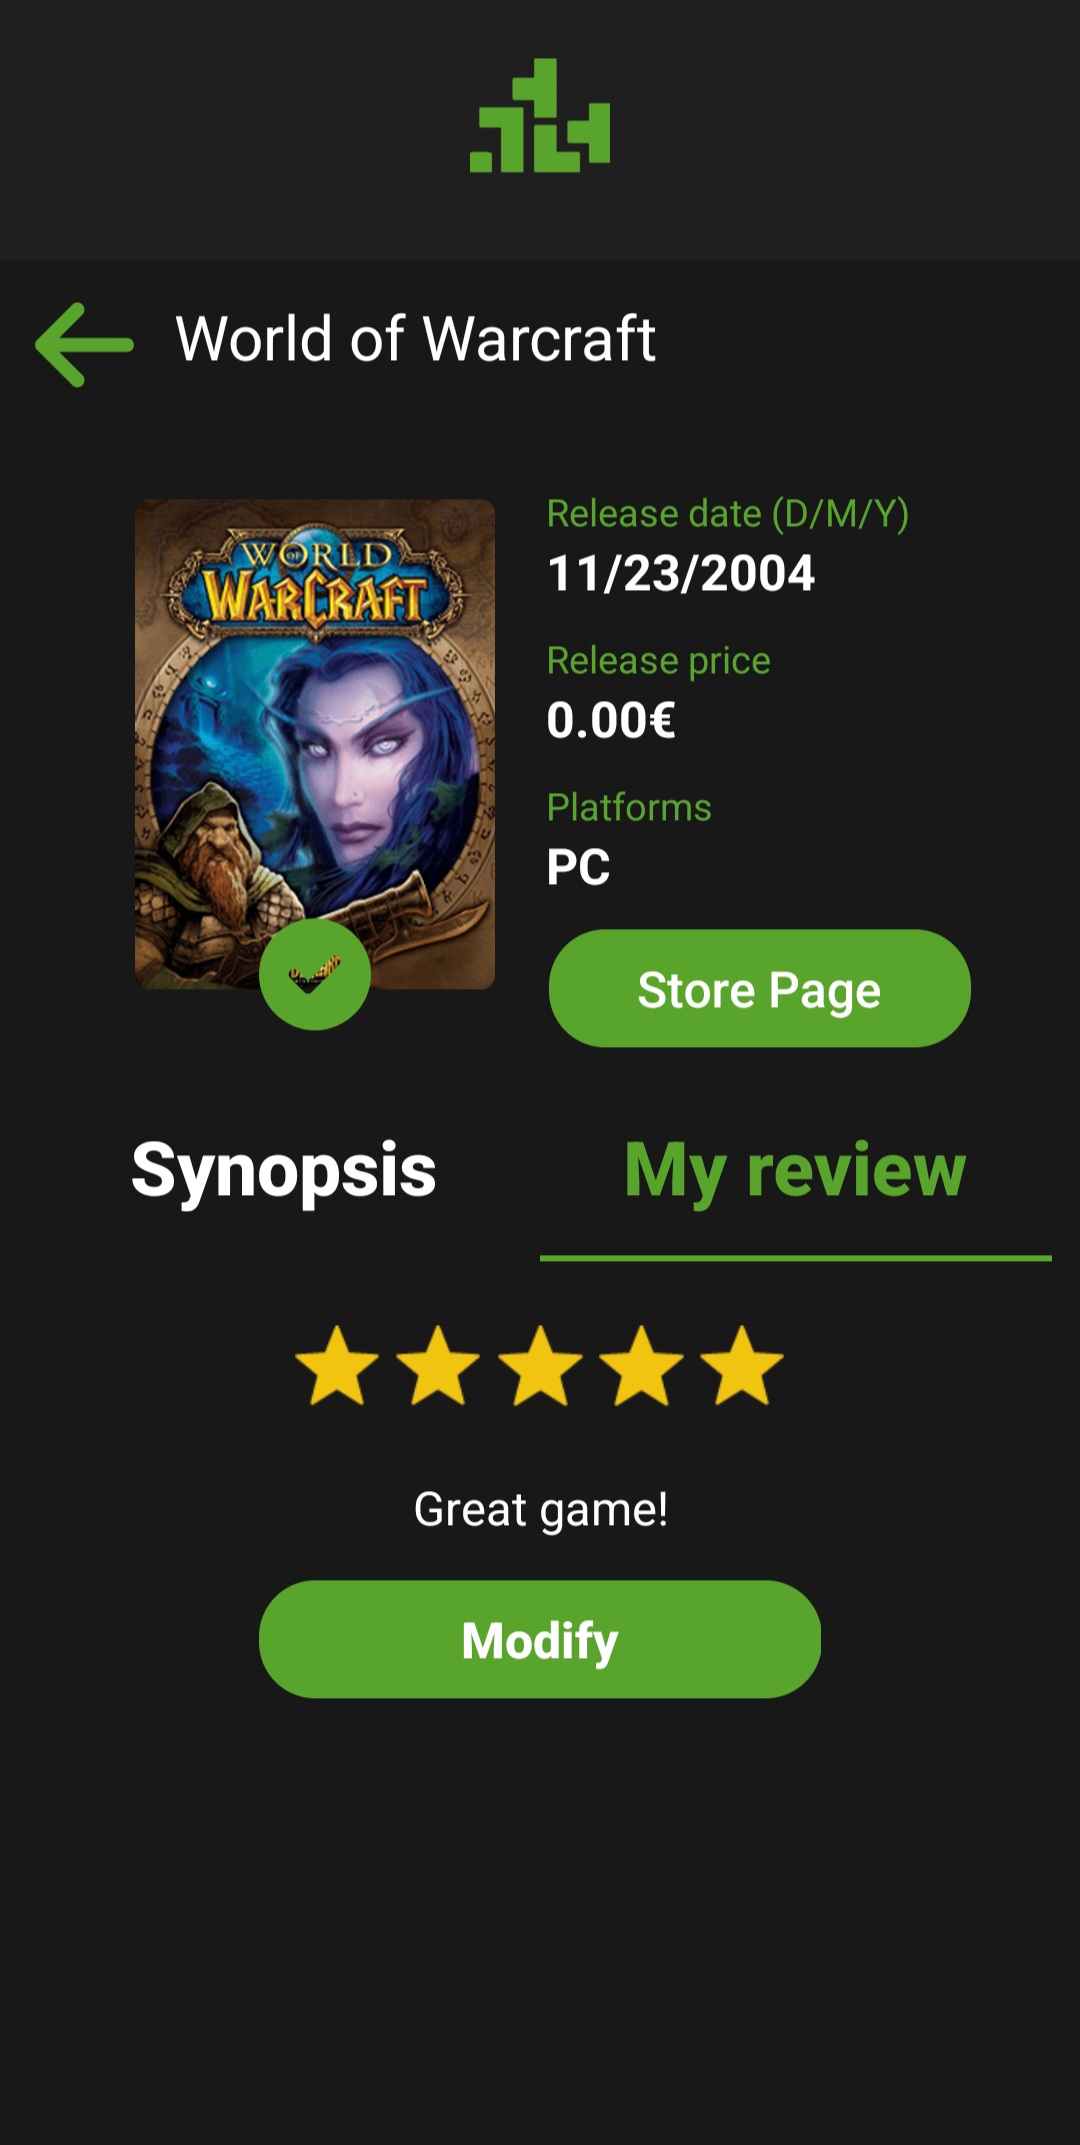 World of Warcraft
WORLD
OF
WARCRAFT
Release date (D/M/Y)
11/23/2004
Release price
0.00€
Platforms
PC
Store Page
Synopsis
My review
Great game!
Modify